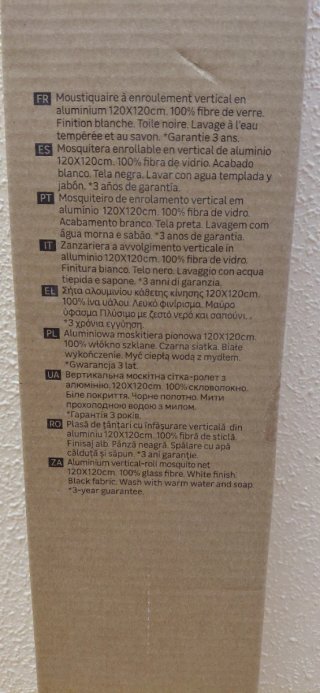 FR Moustiquaire à enroulement vertical en
aluminium 120X120cm. 100% fibre de verre.
Finition blanche. Toile noire. Lavage à l'eau
tempérée et au savon. *Garantie 3 ans.
ES Mosquitera enrollable en vertical de aluminio
120X120cm. 100% fibra de vidrio. Acabado
blanco. Tela negra. Lavar con agua templada y
jabón. *3 años de garantía.
PT Mosquiteiro de enrolamento vertical em
alumínio 120X120cm. 100% fibra de vidro.
Acabamento branco. Tela preta. Lavagem com
água morna e sabão. *3 anos de garantia.
IT Zanzariera a avvolgimento verticale in
alluminio 120X120cm. 100% fibra de vidro.
Finitura bianca. Telo nero. Lavaggio con acqua
tiepida e sapone. *3 anni di garanzia.
EL Σήτα αλουμινίου κάθετης κίνησης 120X120cm.
100% ίνα υάλου. Λευκό φινίρισμα. Μαύρο
ύφασμα Πλύσιμο με ζεστό νερό και σαπούνι. .
*3 χρόνια εγγύηση.
PL Aluminiowa moskitiera pionowa 120X120cm.
100% włókno szklane. Czarna siatka. Białe
wykończenie. Myć ciepłą wodą z mydłem.
*Gwarancja 3 lat.
UA Вертикальна москітна сітка-ролет з
алюмінію. 120X120cm. 100% скловолокно.
Біле покриття. Чорне полотно. Мити
прохолодною водою з милом.
*Гарантія 3 років.
RO Plasă de țânțari cu înfășurare verticală din
aluminiu 120X120cm. 100% fibră de sticlă.
Finisaj alb. Pânză neagră. Spălare cu apă
călduță și săpun. *3 ani garanție.
ZA Aluminium vertical-roll mosquito net
120X120cm. 100% glass fibre. White finish.
Black fabric. Wash with warm water and soap
*3-year guarantee.